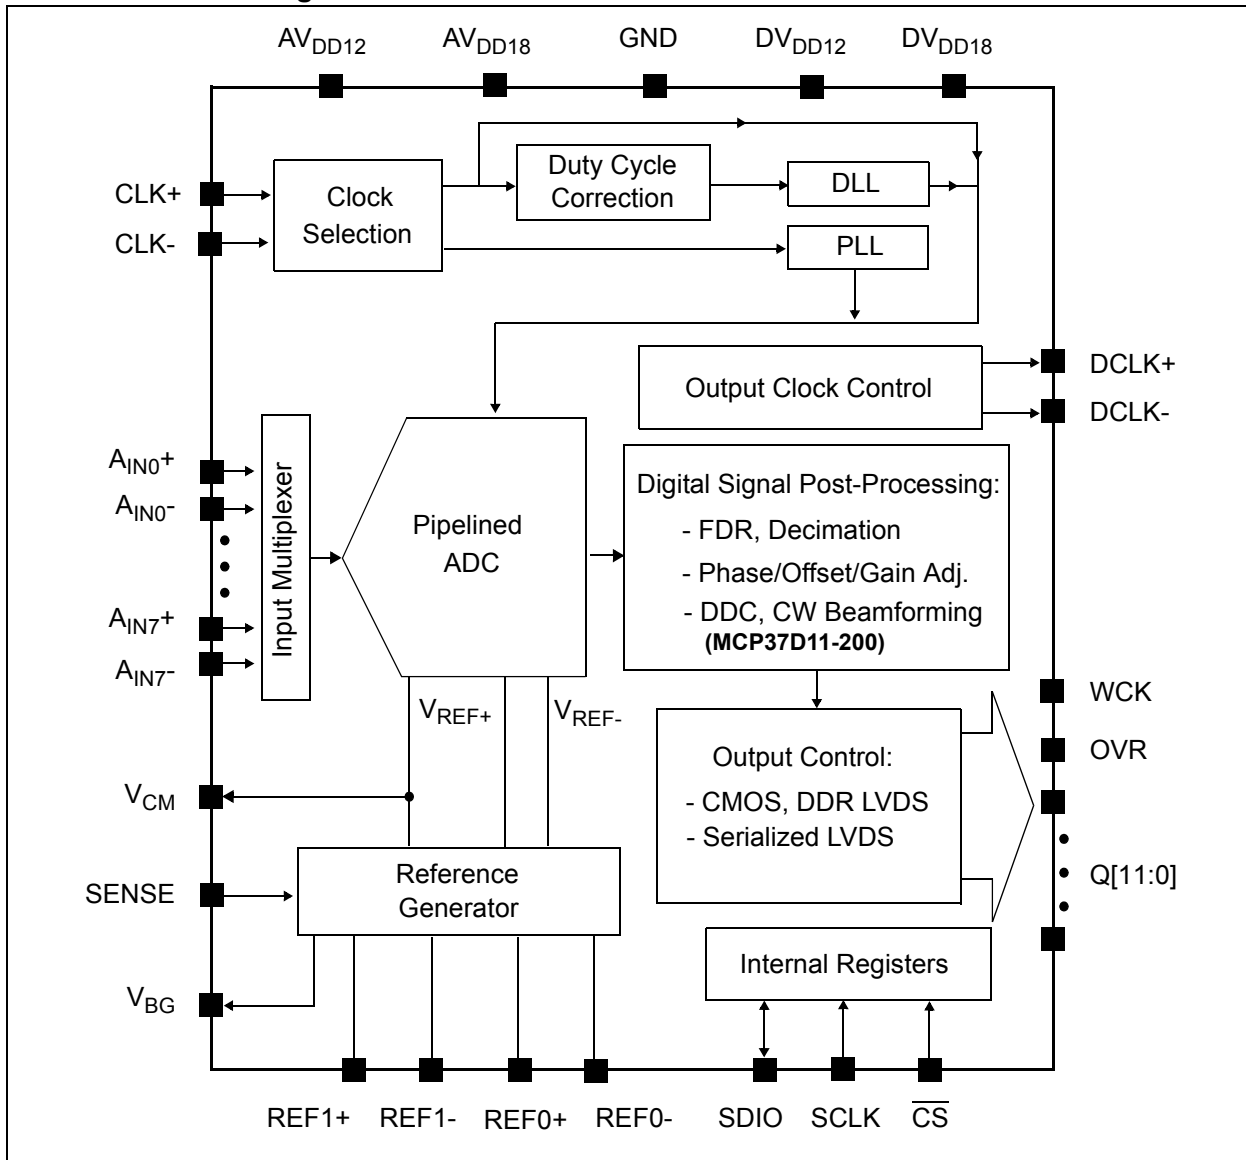 AVDD12 AVDD18 GND DVDD12 DVDD18
CLK+
CLK-
Clock
Selection
Duty Cycle
Correction
DLL
PLL
Output Clock Control
DCLK+
DCLK-
AIN0+
AIN0-
AIN7+
AIN7-
Input Multiplexer
Pipelined
ADC
Digital Signal Post-Processing:
- FDR, Decimation
- Phase/Offset/Gain Adj.
- DDC, CW Beamforming
(MCP37D11-200)
VREF+ VREF-
Output Control:
- CMOS, DDR LVDS
- Serialized LVDS
WCK
OVR
Q[11:0]
VCM
SENSE
VBG
Reference
Generator
Internal Registers
REF1+ REF1- REF0+ REF0- SDIO SCLK CS